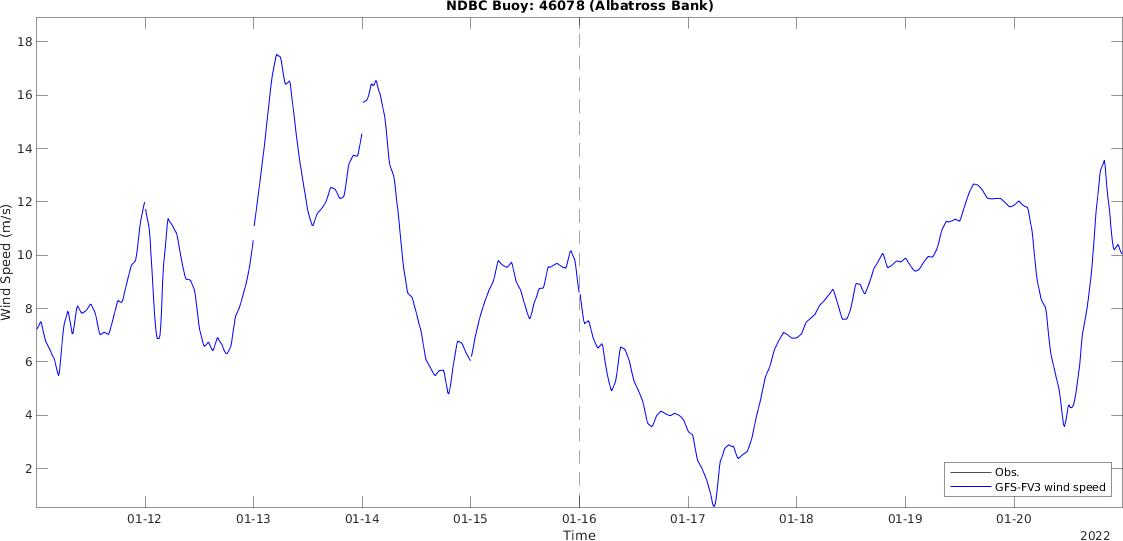 NDBC Buoy: 46078 (Albatross Bank)
18
16
14
12
10
8
6
4
2
Wind Speed (m/s)
Obs.
GFS-FV3 wind speed
01-12 01-13 01-14 01-15 01-16 01-17 01-18 01-19 01-20
Time
2022